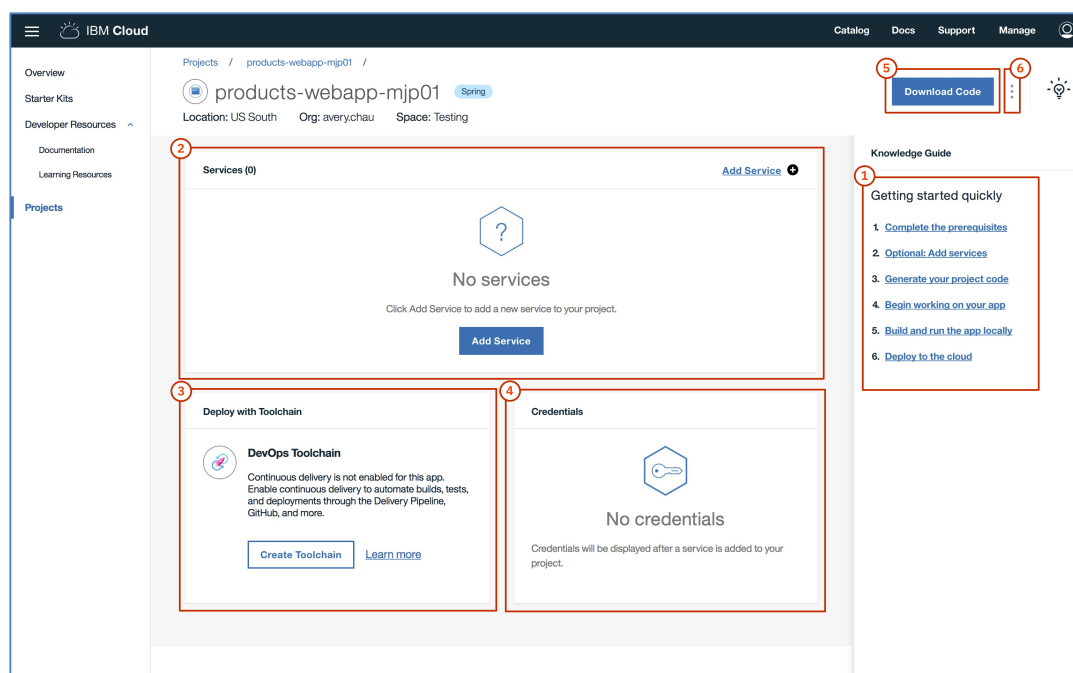 IBM Cloud
Catalog Docs Support Manage
Overview
Starter Kits
Developer Resources
Documentation
Learning Resources
Projects
Projects / products-webapp-mjp01 /
products-webapp-mjp01 Spring
Location: US South Org: avery.chau Space: Testing
5
Download Code
6
2
Services (0)
Add Service
?
No services
Click Add Service to add a new service to your project.
Add Service
3
Deploy with Toolchain
DevOps Toolchain
Continuous delivery is not enabled for this app.
Enable continuous delivery to automate builds, tests,
and deployments through the Delivery Pipeline,
GitHub, and more.
Create Toolchain Learn more
4
Credentials
No credentials
Credentials will be displayed after a service is added to your
project.
Knowledge Guide
1
Getting started quickly
1. Complete the prerequisites
2. Optional: Add services
3. Generate your project code
4. Begin working on your app
5. Build and run the app locally
6. Deploy to the cloud